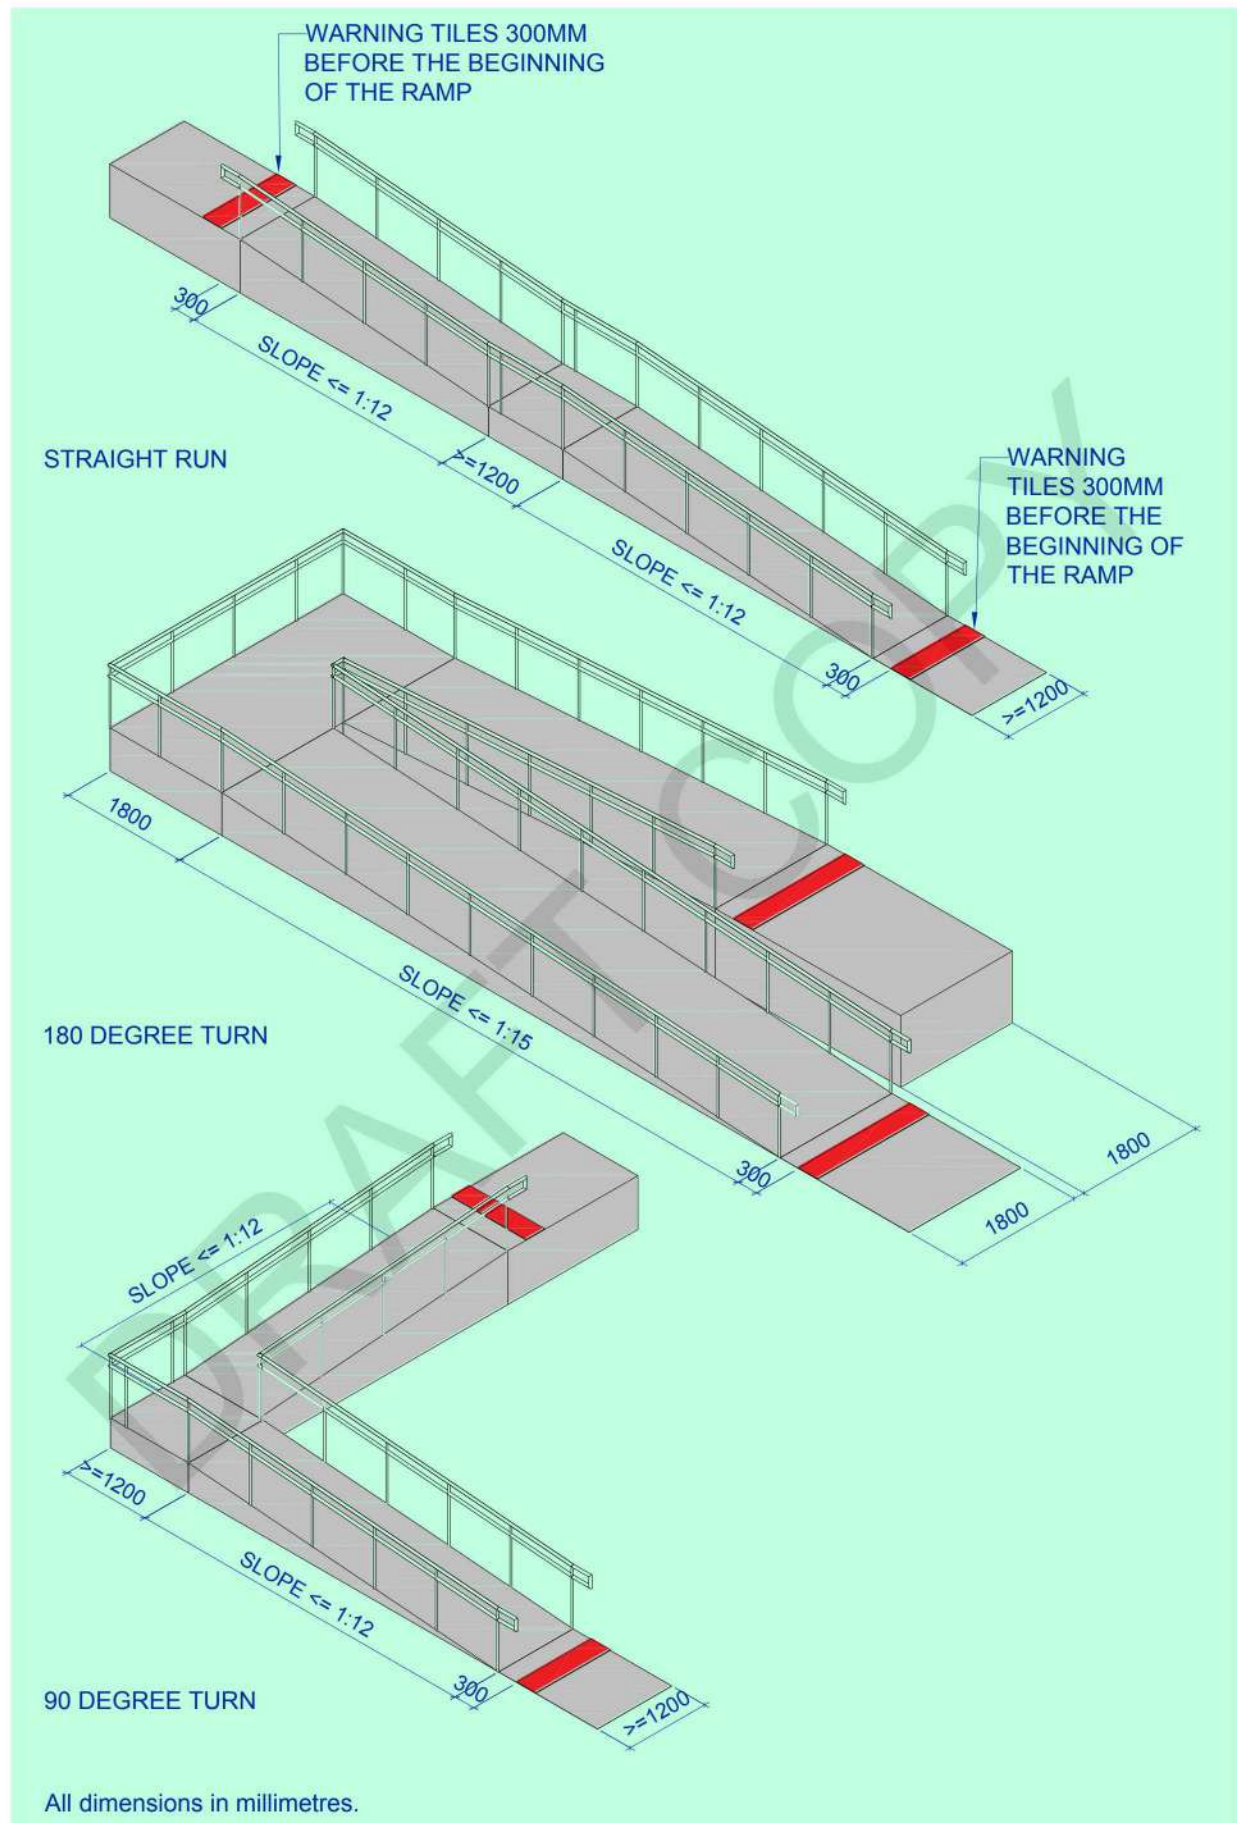 WARNING TILES 300MM
BEFORE THE BEGINNING
OF THE RAMP
300
SLOPE <= 1:12
STRAIGHT RUN
>=1200
WARNING
TILES 300MM
BEFORE THE
BEGINNING OF
THE RAMP
SLOPE <= 1:12
300
>=1200
1800
SLOPE <= 1:15
180 DEGREE TURN
300
1800
1800
SLOPE <= 1:12
>=1200
SLOPE <= 1:12
300
>=1200
90 DEGREE TURN
All dimensions in millimetres.
DRAFT COPY